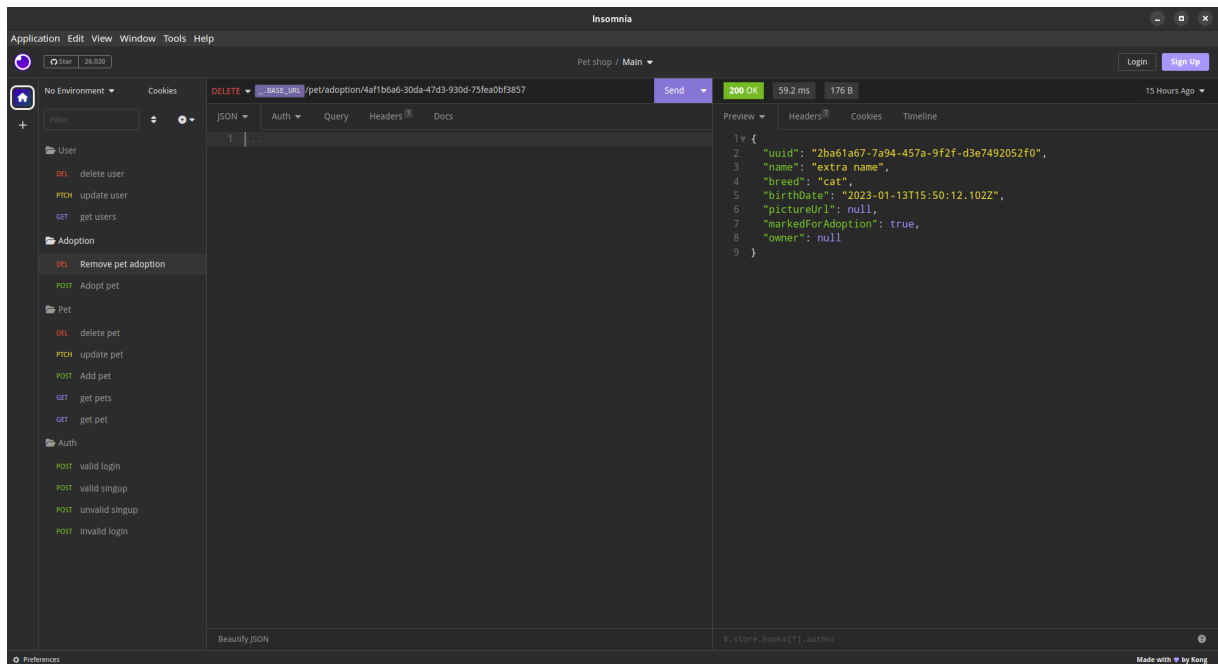 Insomnia
Application Edit View Window Tools Help
Star 26,020
Pet shop / Main
Login Sign Up
No Environment Cookies
DELETE _.BASE_URL /pet/adoption/4af1b6a6-30da-47d3-930d-75fea0bf3857 Send
200 OK 59.2 ms 176 B 15 Hours Ago
Filter
JSON Auth Query Headers 1 Docs
Preview Headers 7 Cookies Timeline
User
DEL delete user
PTCH update user
GET get users
Adoption
DEL Remove pet adoption
POST Adopt pet
Pet
DEL delete pet
PTCH update pet
POST Add pet
GET get pets
GET get pet
Auth
POST valid login
POST valid singup
POST unvalid singup
POST invalid login
1 ...
1 {
2 "uuid": "2ba61a67-7a94-457a-9f2f-d3e7492052f0",
3 "name": "extra name",
4 "breed": "cat",
5 "birthDate": "2023-01-13T15:50:12.102Z",
6 "pictureUrl": null,
7 "markedForAdoption": true,
8 "owner": null
9 }
Beautify JSON
$.store.books[*].author
Preferences
Made with by Kong